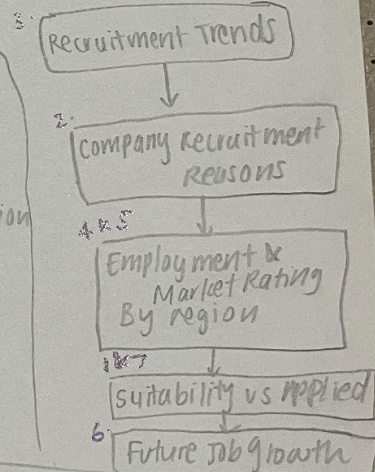 3.
Recruitment Trends
2.
Company Recruitment
Reasons
4 & 5
Employment &
Market Rating
By region
ion
1 & 7
Suitability vs Applied
6.
Future Job growth